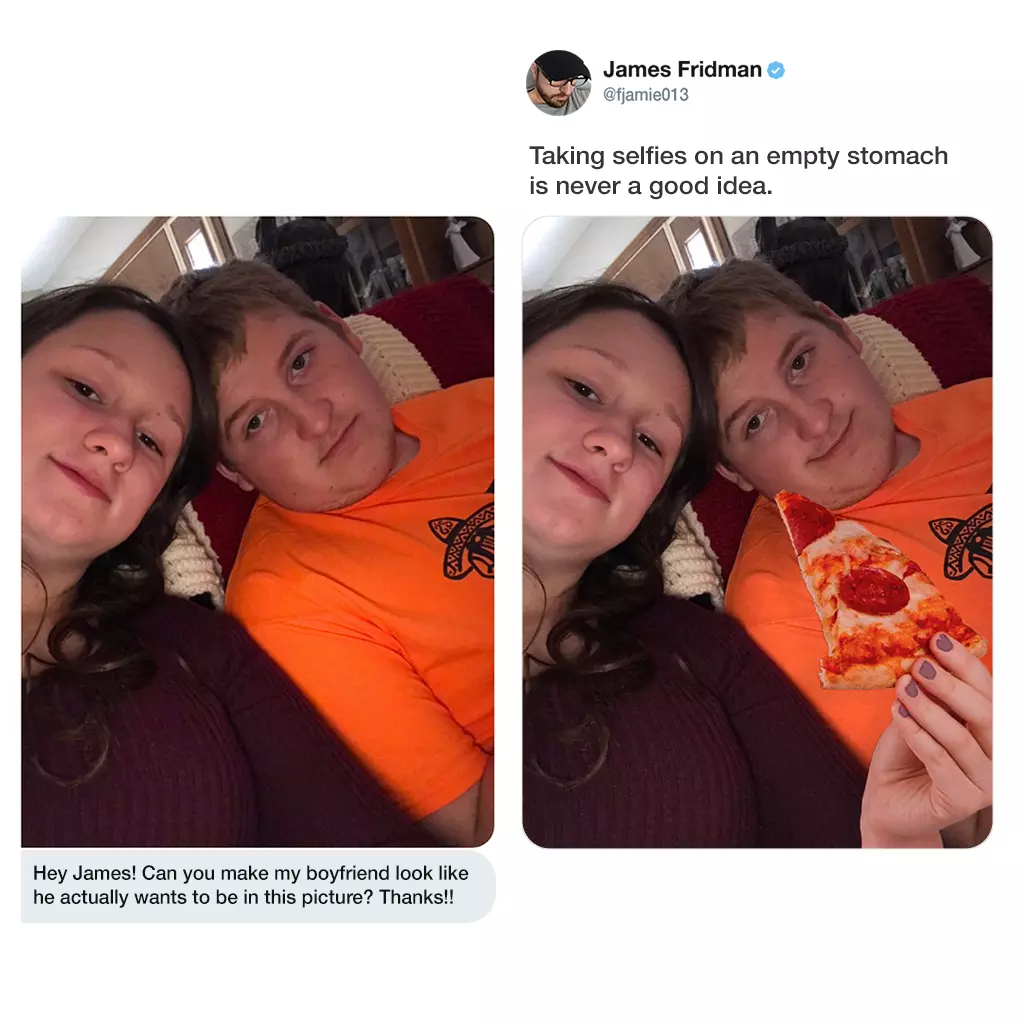 James Fridman
@fjamie013
Taking selfies on an empty stomach
is never a good idea.
Hey James! Can you make my boyfriend look like
he actually wants to be in this picture? Thanks!!